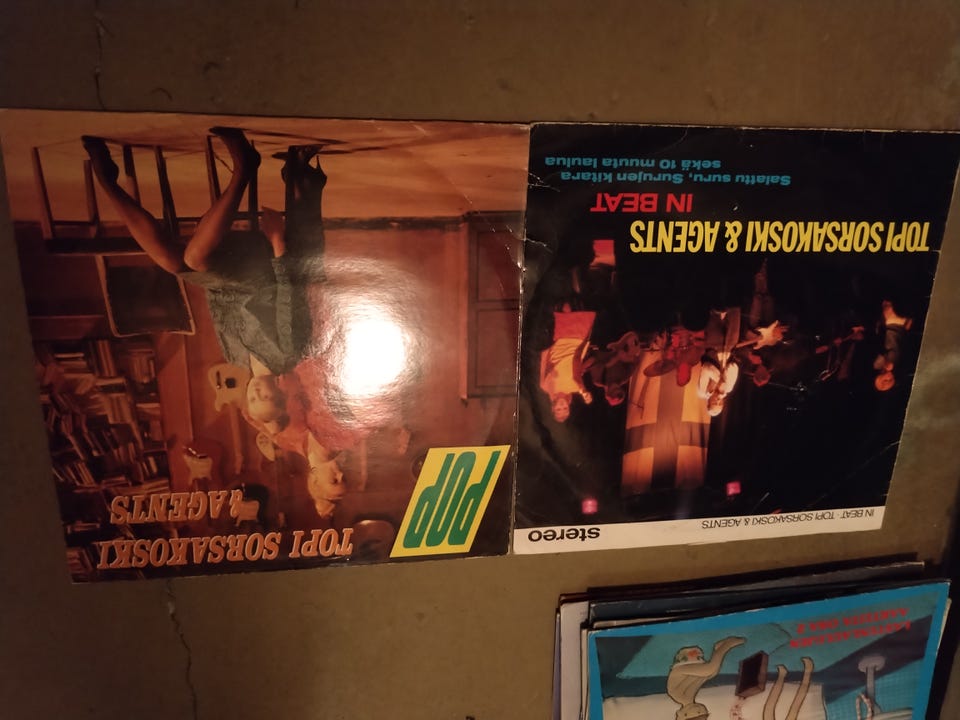 POP
TOPI SORSAKOSKI
& AGENTS
stereo
IN BEAT · TOPI SORSAKOSKI & AGENTS
TOPI SORSAKOSKI & AGENTS
IN BEAT
Salattu suru, Surujen kitara
sekä 10 muuta laulua